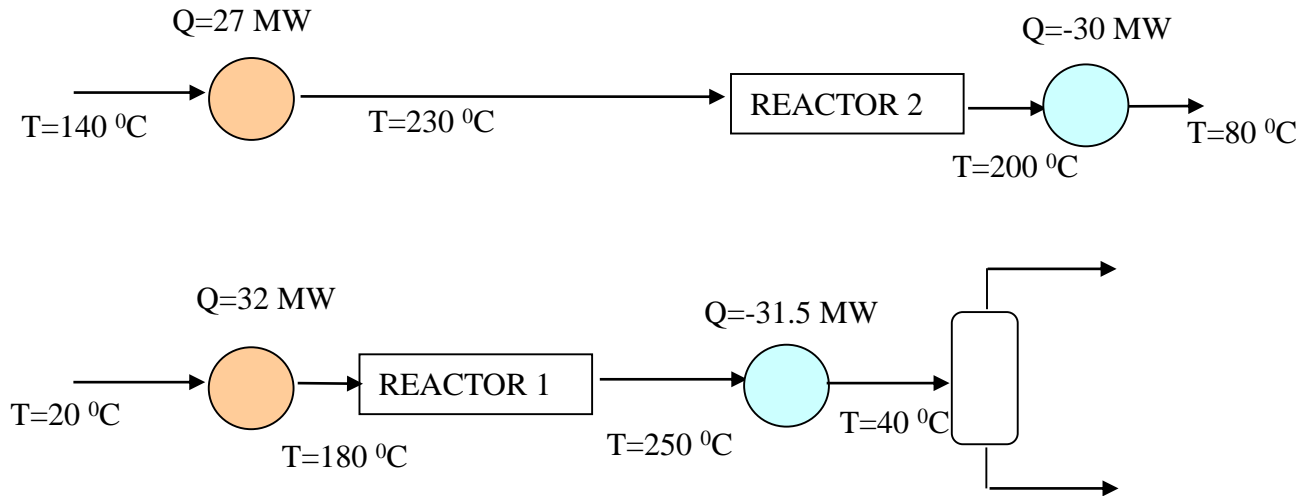 Q=27 MW
Q=-30 MW
REACTOR 2
T=140 ⁰C
T=230 ⁰C
T=200 ⁰C
T=80 ⁰C
Q=32 MW
Q=-31.5 MW
REACTOR 1
T=20 ⁰C
T=180 ⁰C
T=250 ⁰C
T=40 ⁰C